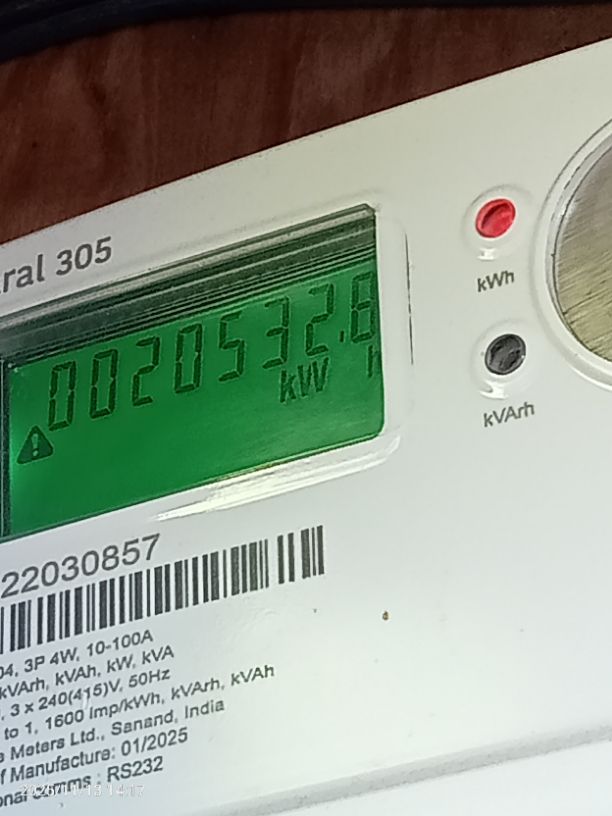 ral 305
kWh
0020532.8
kW h
kVArh
22030857
04, 3P 4W, 10-100A
kVArh, kVAh, kW, kVA
, 3 x 240(415)V, 50Hz
to 1, 1600 Imp/kWh, kVArh, kVAh
Meters Ltd., Sanand, India
f Manufacture: 01/2025
onal Comms : RS232
14:17